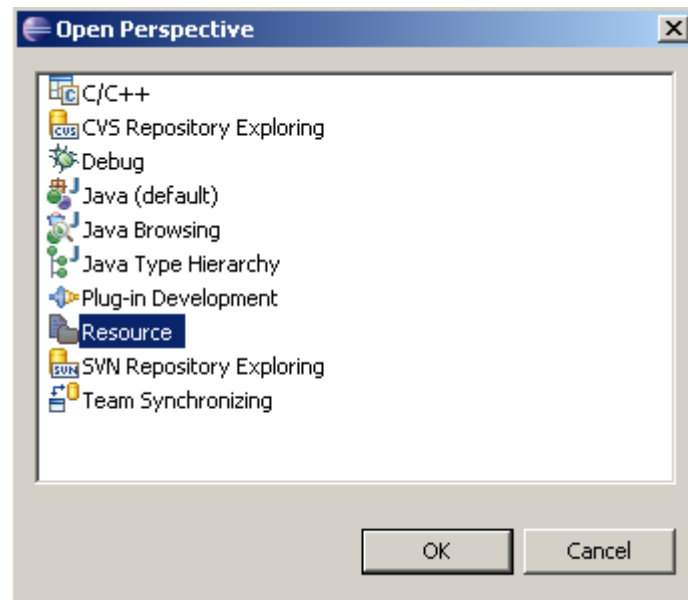 Open Perspective
C/C++
CVS Repository Exploring
Debug
Java (default)
Java Browsing
Java Type Hierarchy
Plug-in Development
Resource
SVN Repository Exploring
Team Synchronizing
OK Cancel